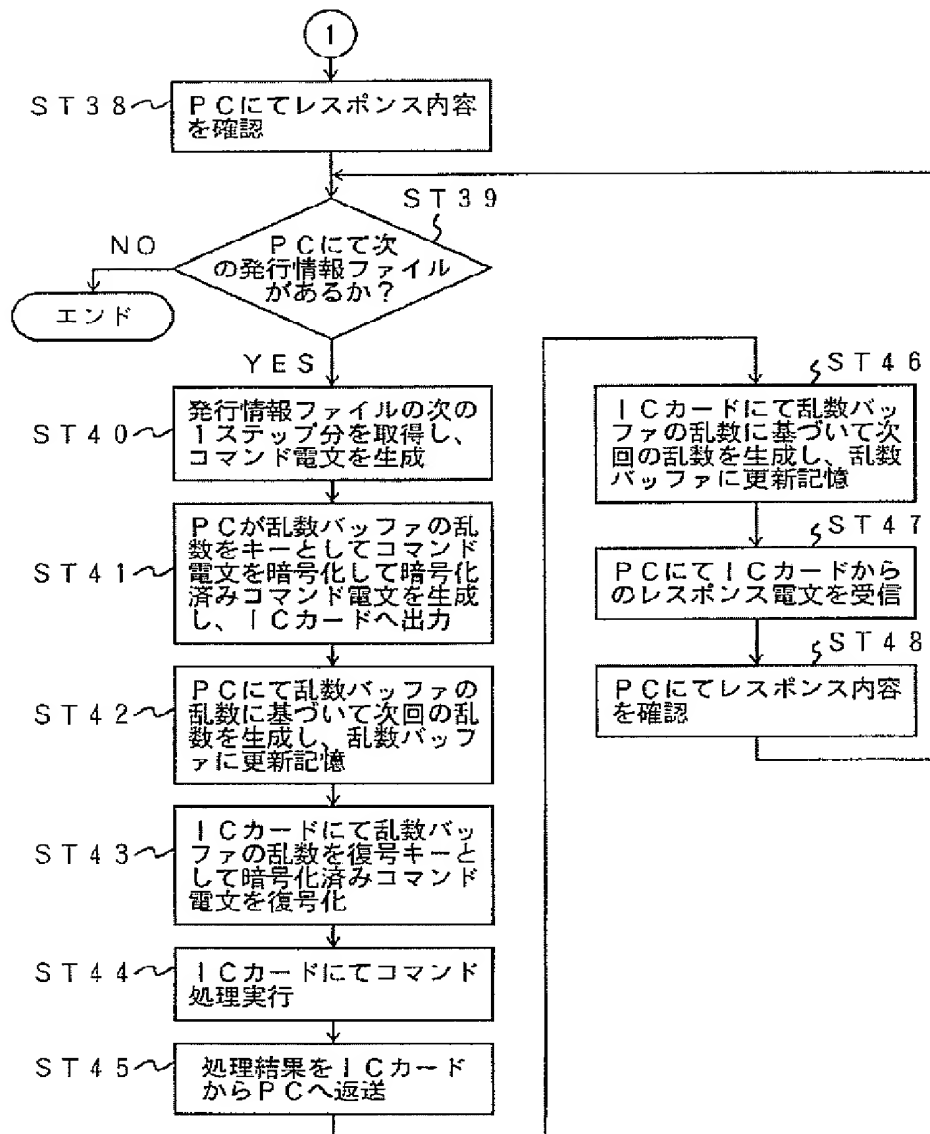 1
ST38
PCにてレスポンス内容
を確認
ST39
PCにて次
の発行情報ファイル
があるか？
NO
エンド
YES
ST40
発行情報ファイルの次の
1ステップ分を取得し、
コマンド電文を生成
ST41
PCが乱数バッファの乱
数をキーとしてコマンド
電文を暗号化して暗号化
済みコマンド電文を生成
し、ICカードへ出力
ST42
PCにて乱数バッファの
乱数に基づいて次回の乱
数を生成し、乱数バッフ
ァに更新記憶
ST43
ICカードにて乱数バッ
ファの乱数を復号キーと
して暗号化済みコマンド
電文を復号化
ST44
ICカードにてコマンド
処理実行
ST45
処理結果をICカード
からPCへ返送
ST46
ICカードにて乱数バッ
ファの乱数に基づいて次
回の乱数を生成し、乱数
バッファに更新記憶
ST47
PCにてICカードから
のレスポンス電文を受信
ST48
PCにてレスポンス内容
を確認